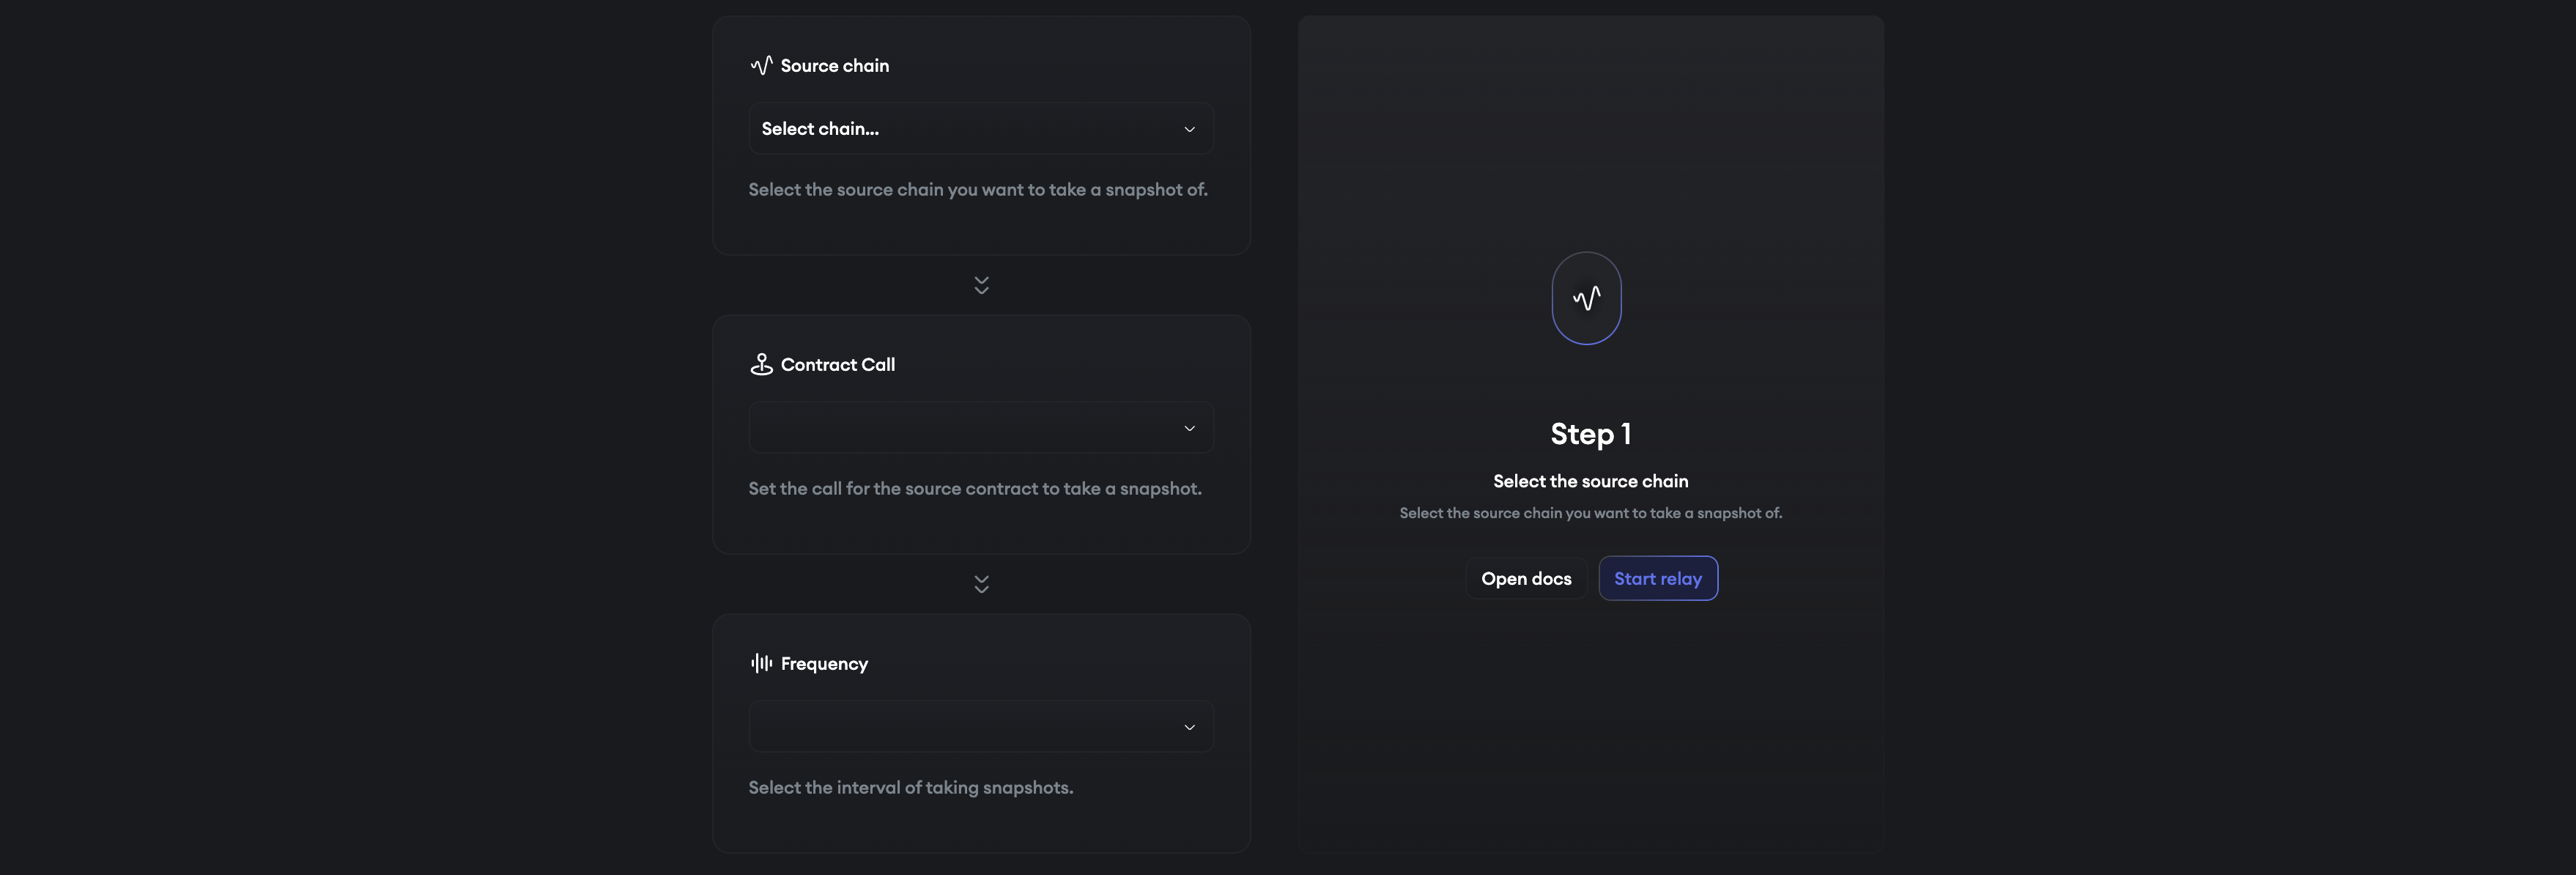 Source chain
Select chain...
Select the source chain you want to take a snapshot of.
Contract Call
Set the call for the source contract to take a snapshot.
Frequency
Select the interval of taking snapshots.
Step 1
Select the source chain
Select the source chain you want to take a snapshot of.
Open docs
Start relay